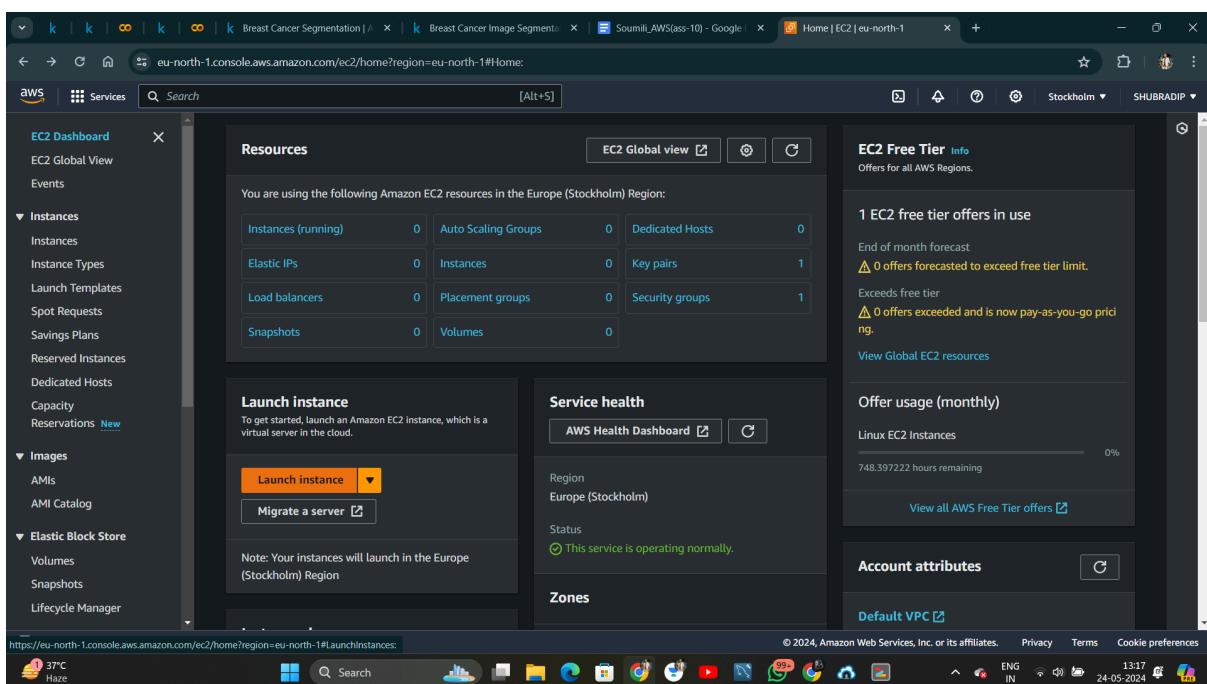 Breast Cancer Segmentation | A
Breast Cancer Image Segmenta
Soumili_AWS(ass-10) - Google
Home | EC2 | eu-north-1
eu-north-1.console.aws.amazon.com/ec2/home?region=eu-north-1#Home:
aws
Services
Search
[Alt+S]
Stockholm
SHUBRADIP
EC2 Dashboard
EC2 Global View
Events
Instances
Instances
Instance Types
Launch Templates
Spot Requests
Savings Plans
Reserved Instances
Dedicated Hosts
Capacity
Reservations New
Images
AMIs
AMI Catalog
Elastic Block Store
Volumes
Snapshots
Lifecycle Manager
Resources
EC2 Global view
You are using the following Amazon EC2 resources in the Europe (Stockholm) Region:
Instances (running) 0 Auto Scaling Groups 0 Dedicated Hosts 0
Elastic IPs 0 Instances 0 Key pairs 1
Load balancers 0 Placement groups 0 Security groups 1
Snapshots 0 Volumes 0
Launch instance
To get started, launch an Amazon EC2 instance, which is a
virtual server in the cloud.
Launch instance
Migrate a server
Note: Your instances will launch in the Europe
(Stockholm) Region
Service health
AWS Health Dashboard
Region
Europe (Stockholm)
Status
This service is operating normally.
Zones
EC2 Free Tier Info
Offers for all AWS Regions.
1 EC2 free tier offers in use
End of month forecast
0 offers forecasted to exceed free tier limit.
Exceeds free tier
0 offers exceeded and is now pay-as-you-go prici
ng.
View Global EC2 resources
Offer usage (monthly)
Linux EC2 Instances
0%
748.397222 hours remaining
View all AWS Free Tier offers
Account attributes
Default VPC
https://eu-north-1.console.aws.amazon.com/ec2/home?region=eu-north-1#LaunchInstances:
© 2024, Amazon Web Services, Inc. or its affiliates. Privacy Terms Cookie preferences
1
37°C
Haze
Search
99+
ENG
IN
13:17
24-05-2024
PRE